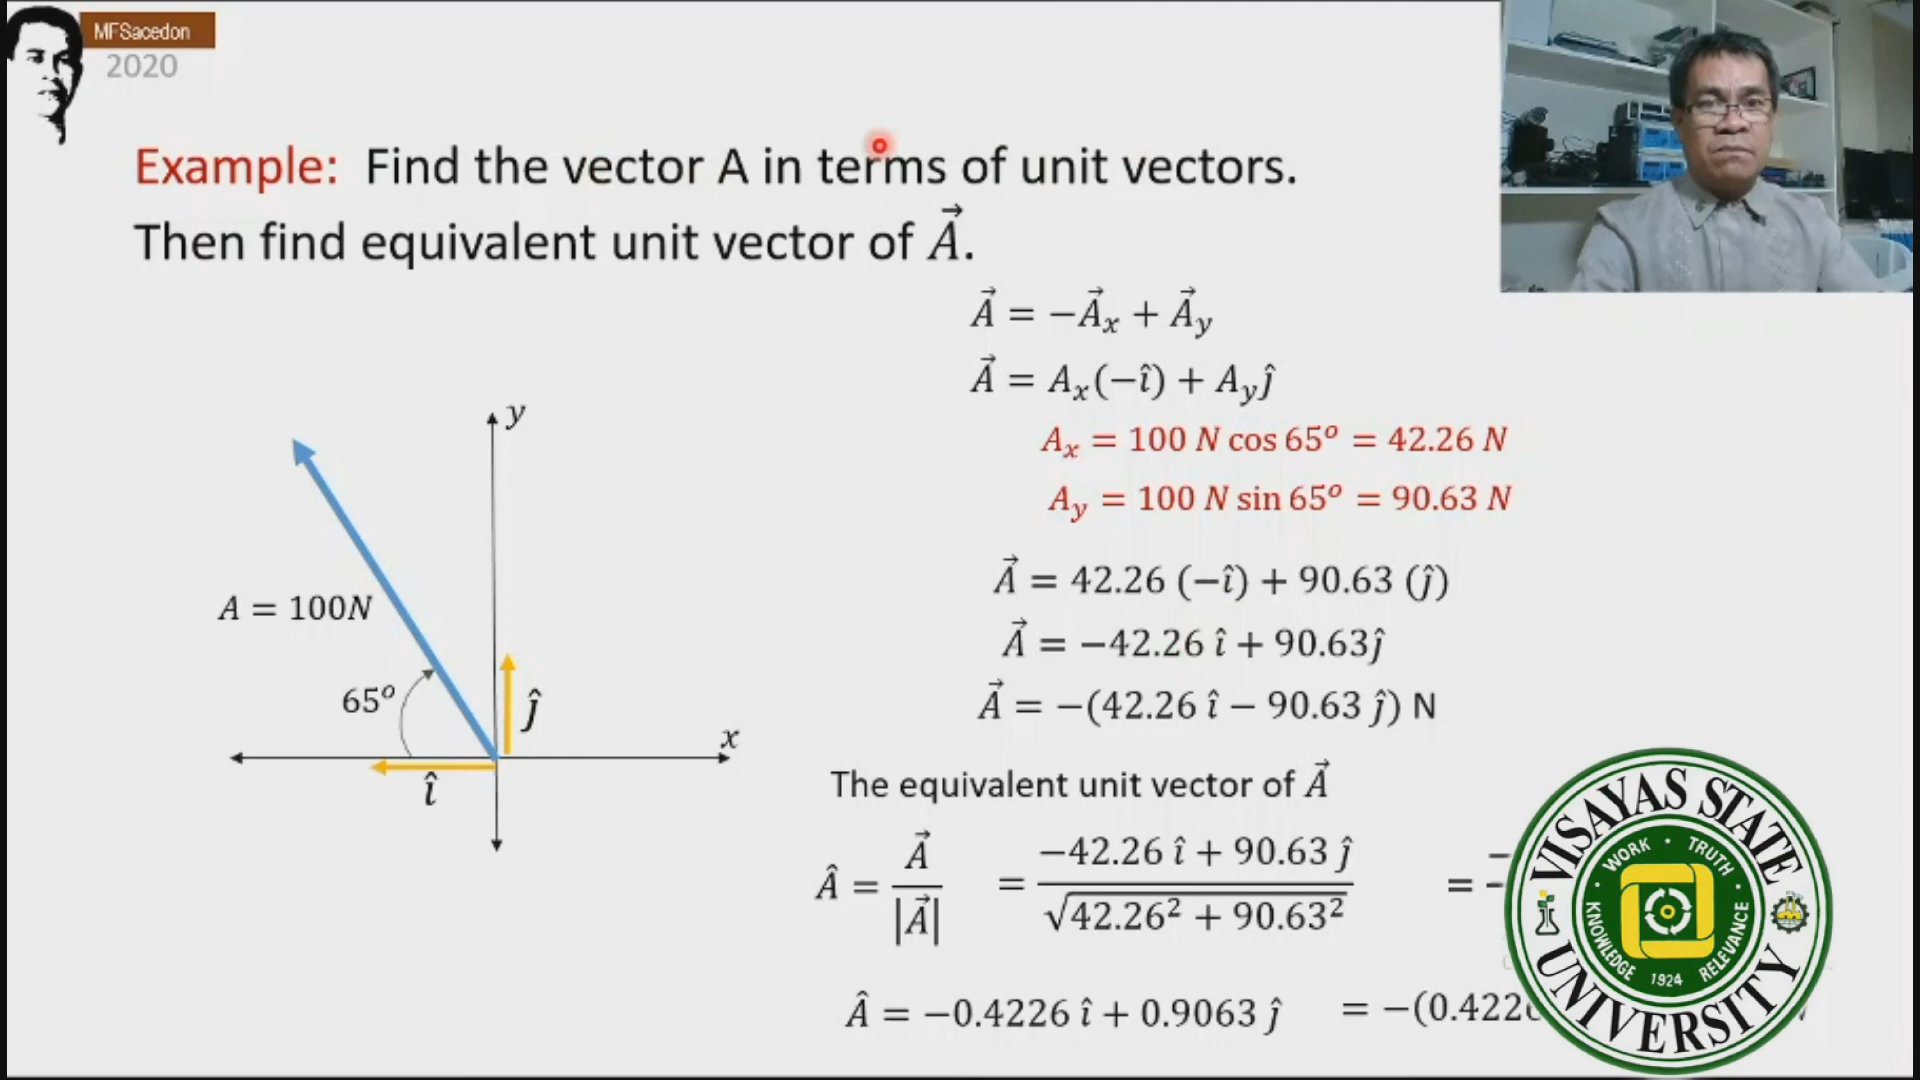 MFSacedon
2020
Example: Find the vector A in terms of unit vectors.
Then find equivalent unit vector of A⃗.
A⃗ = −A⃗ₓ + A⃗ᵧ
A⃗ = Aₓ(−î) + Aᵧĵ
Aₓ = 100 N cos 65° = 42.26 N
Aᵧ = 100 N sin 65° = 90.63 N
A⃗ = 42.26 (−î) + 90.63 (ĵ)
A⃗ = −42.26 î + 90.63ĵ
A⃗ = −(42.26 î − 90.63 ĵ) N
y
A = 100N
65°
ĵ
x
î
The equivalent unit vector of A⃗
Â = A⃗ / |A⃗| = (−42.26 î + 90.63 ĵ) / √(42.26² + 90.63²) =
Â = −0.4226 î + 0.9063 ĵ = −(0.422
VISAYAS STATE UNIVERSITY
WORK • TRUTH • RELEVANCE
1924
KNOWLEDGE